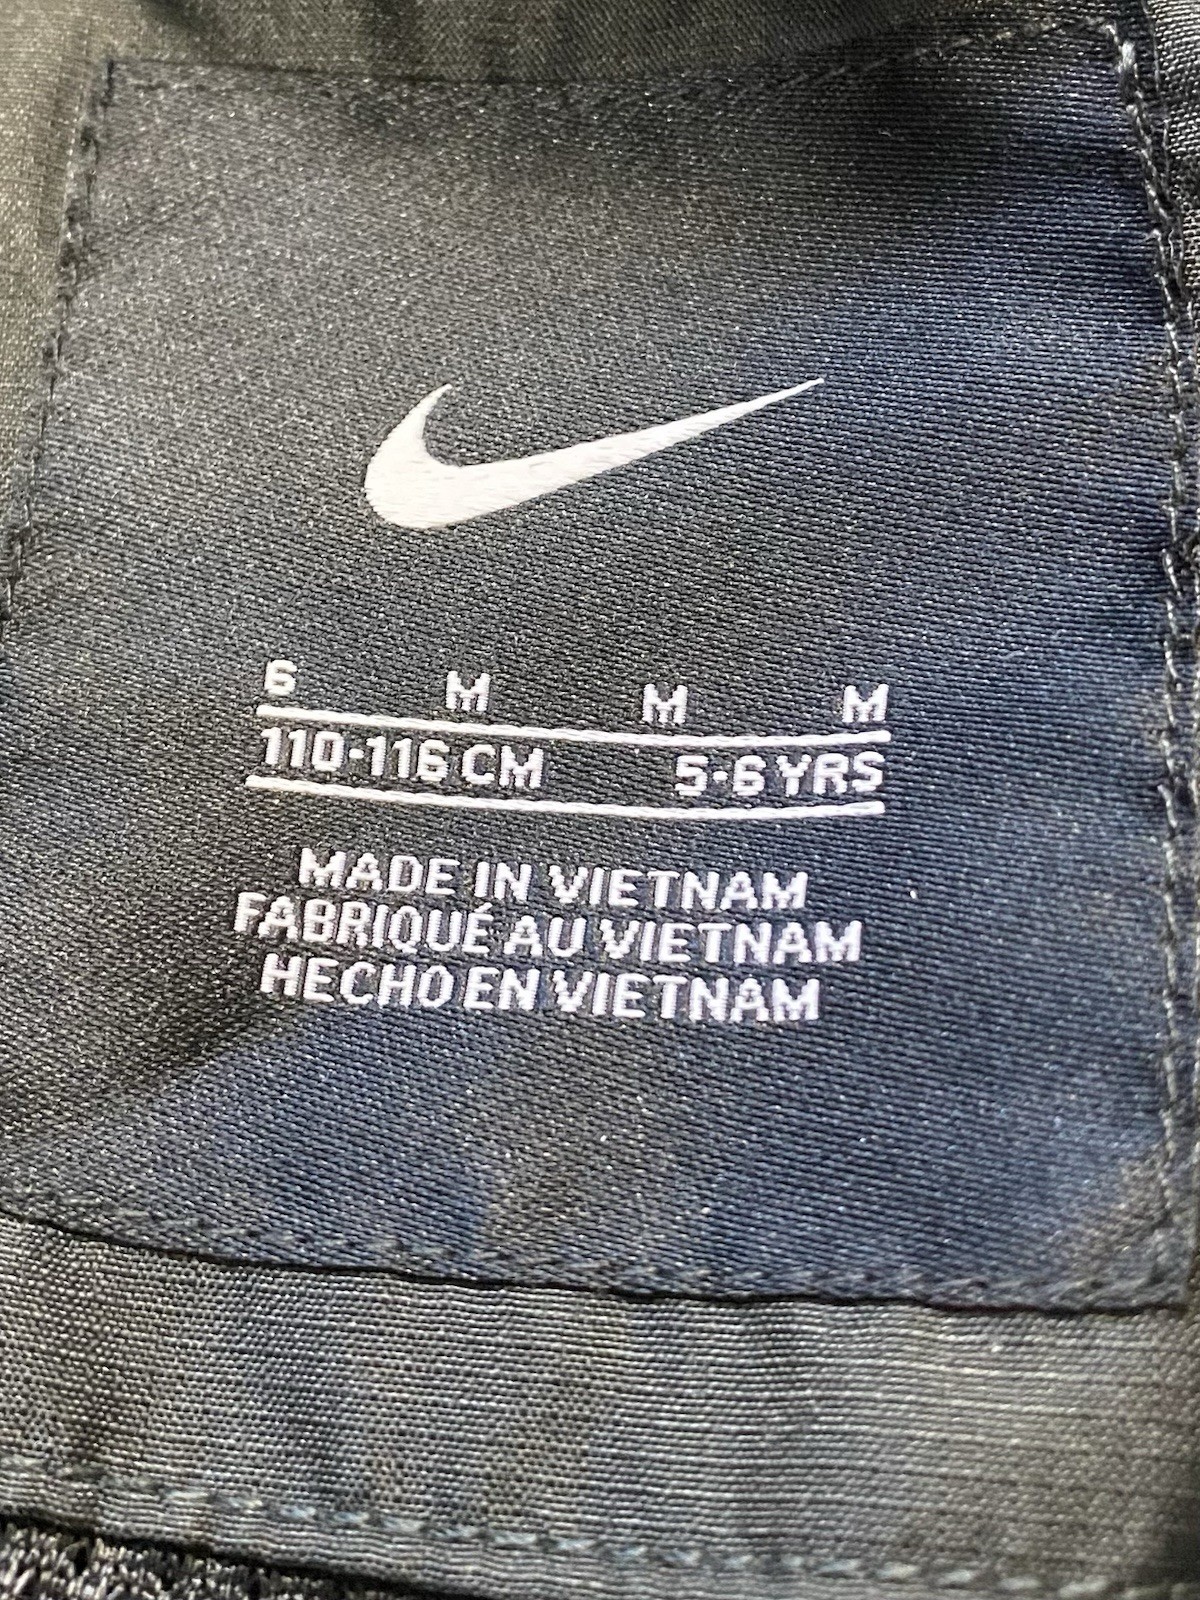 6 M M M
110-116 CM 5-6 YRS
MADE IN VIETNAM
FABRIQUÉ AU VIETNAM
HECHO EN VIETNAM